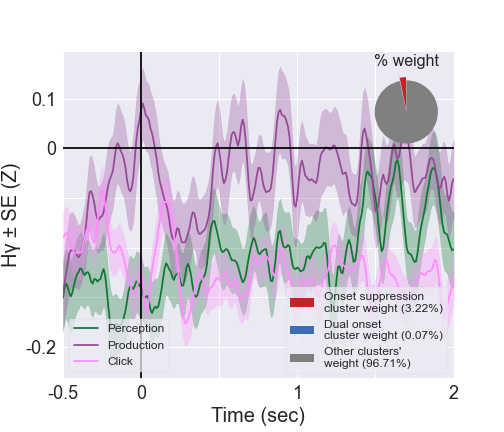 % weight
0.1
0
-0.2
Hγ ± SE (Z)
Perception
Production
Click
Onset suppression
cluster weight (3.22%)
Dual onset
cluster weight (0.07%)
Other clusters'
weight (96.71%)
-0.5
0
1
2
Time (sec)